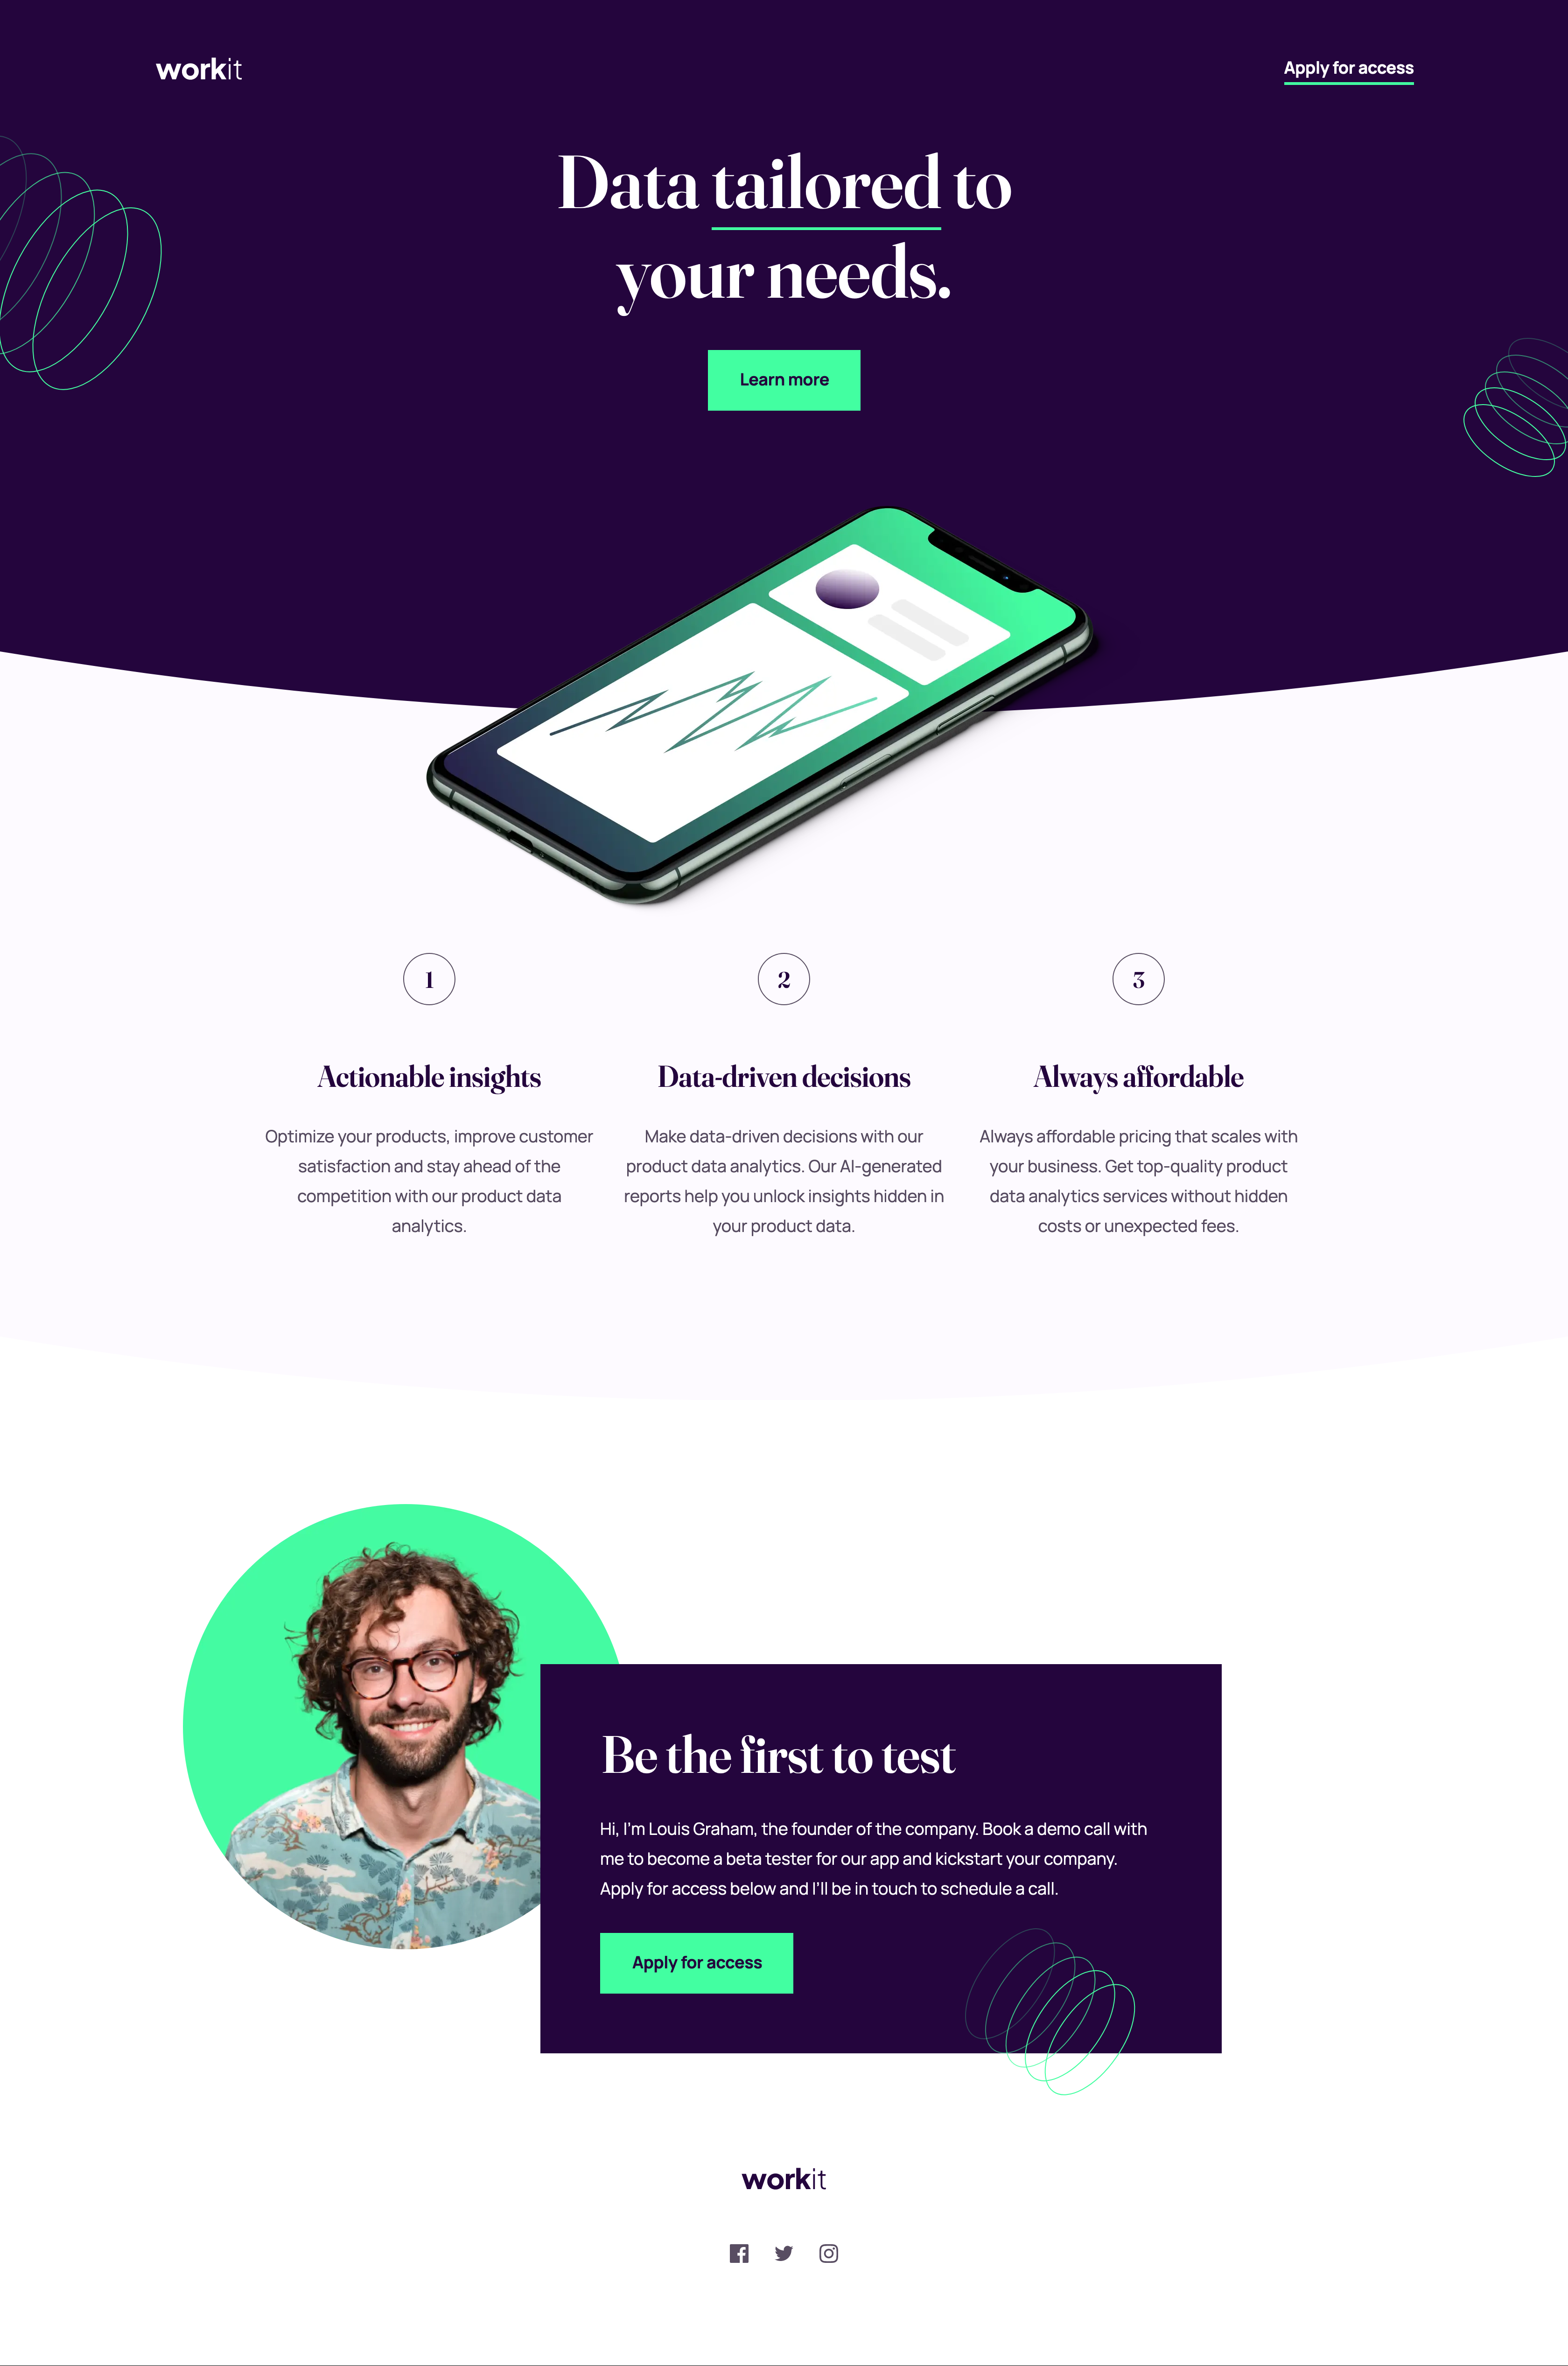 workit
Apply for access
Data tailored to
your needs.
Learn more
1
Actionable insights
Optimize your products, improve customer
satisfaction and stay ahead of the
competition with our product data
analytics.
2
Data-driven decisions
Make data-driven decisions with our
product data analytics. Our AI-generated
reports help you unlock insights hidden in
your product data.
3
Always affordable
Always affordable pricing that scales with
your business. Get top-quality product
data analytics services without hidden
costs or unexpected fees.
Be the first to test
Hi, I'm Louis Graham, the founder of the company. Book a demo call with
me to become a beta tester for our app and kickstart your company.
Apply for access below and I'll be in touch to schedule a call.
Apply for access
workit